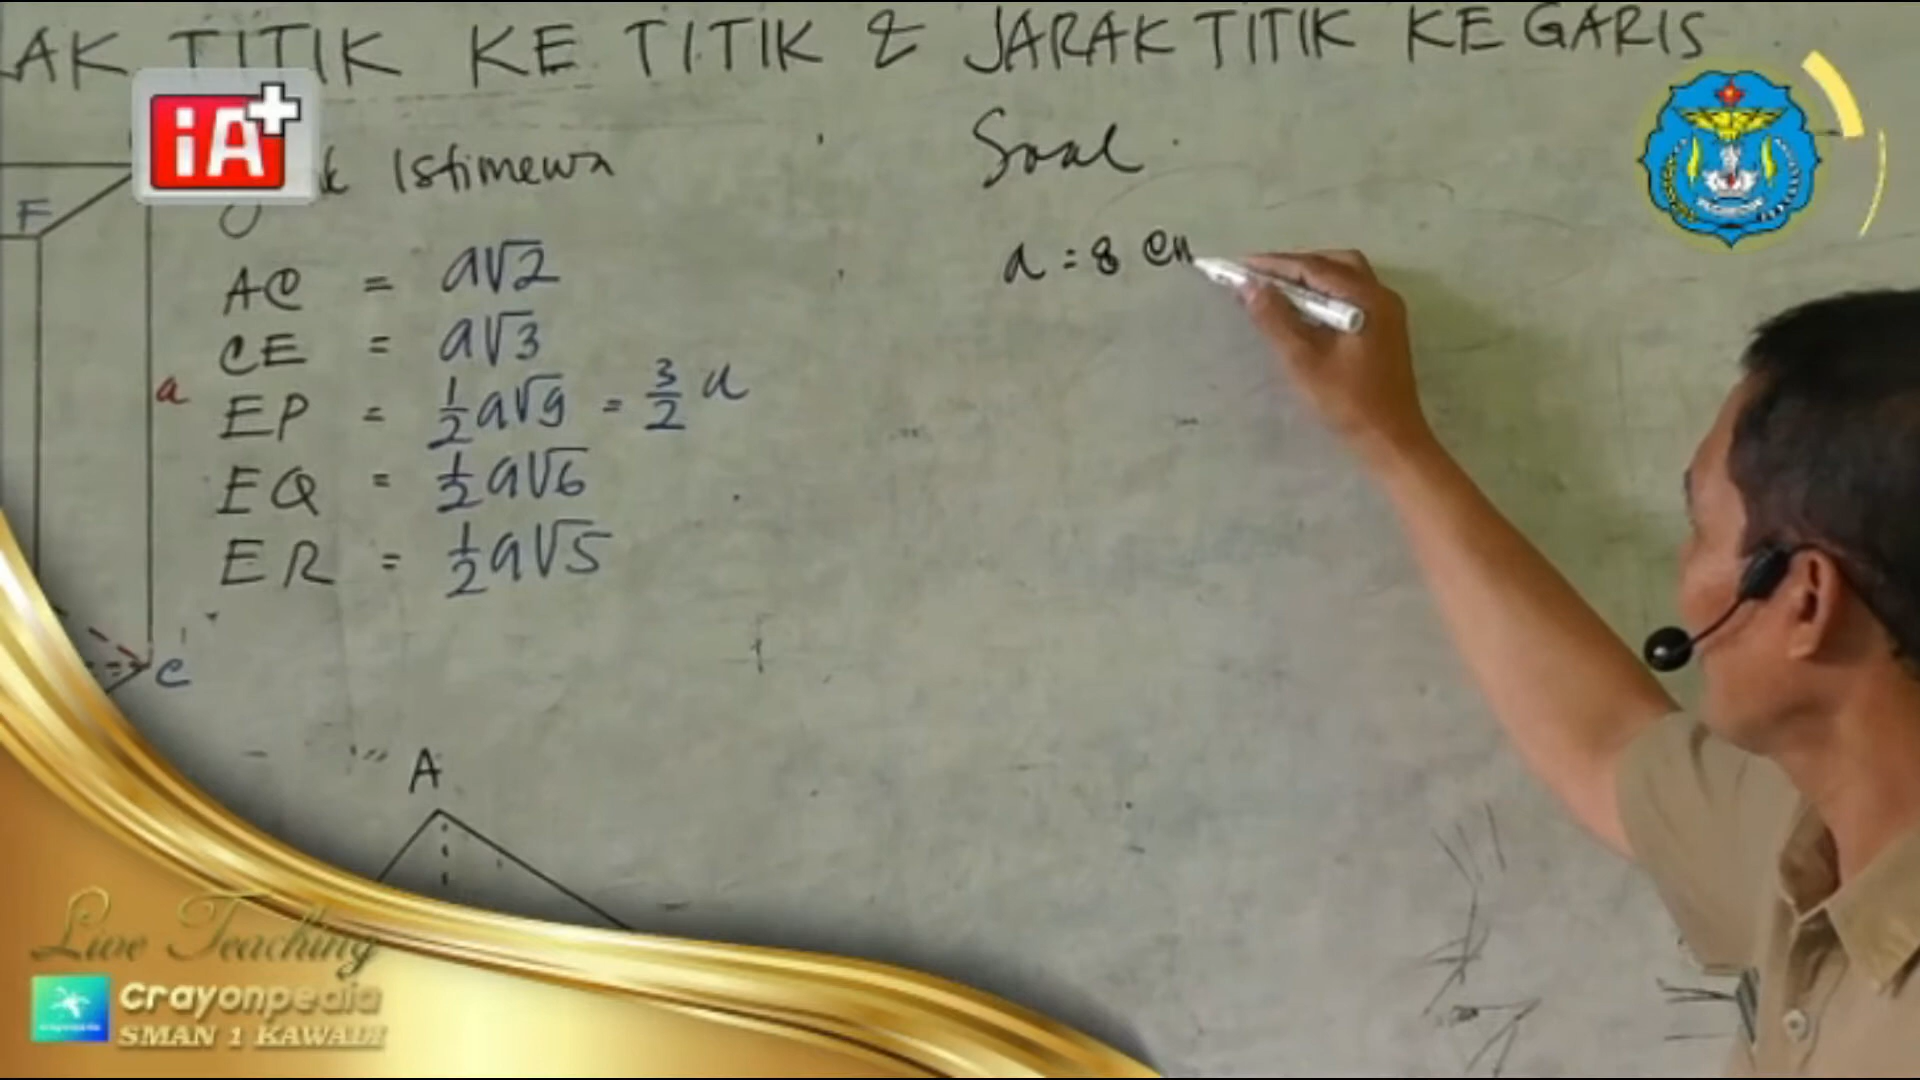 AK TITIK KE TITIK & JARAK TITIK KE GARIS
iA+
k Istimewa
Soal
F
a = 8 cm
AC = a√2
CE = a√3
a
EP = ½a√9 = 3/2 a
EQ = ½a√6
ER = ½a√5
C
A
Live Teaching
Crayonpedia
SMAN 1 KAWALI